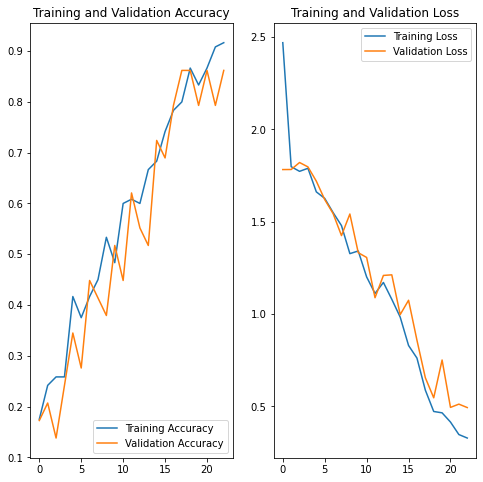 Training and Validation Accuracy
0.9
0.8
0.7
0.6
0.5
0.4
0.3
0.2
0.1
0 5 10 15 20
Training Accuracy
Validation Accuracy
Training and Validation Loss
2.5
2.0
1.5
1.0
0.5
0 5 10 15 20
Training Loss
Validation Loss